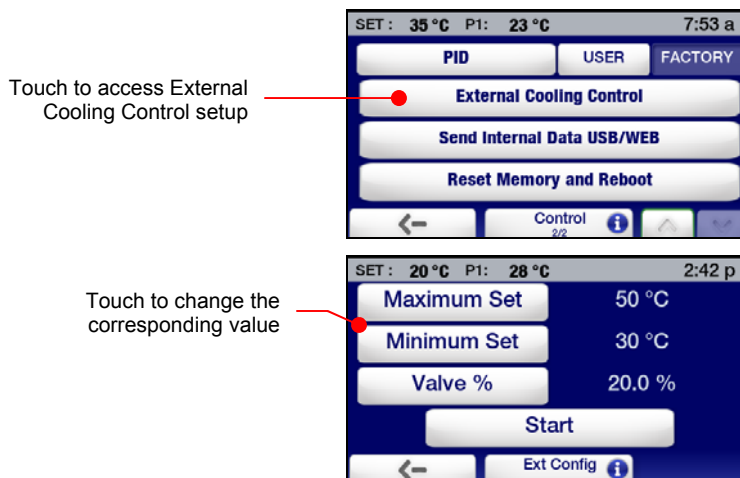 SET: 35 °C P1: 23 °C 7:53 a
PID USER FACTORY
Touch to access External
Cooling Control setup
External Cooling Control
Send Internal Data USB/WEB
Reset Memory and Reboot
Control
2/2
SET: 20 °C P1: 28 °C 2:42 p
Touch to change the
corresponding value
Maximum Set 50 °C
Minimum Set 30 °C
Valve % 20.0 %
Start
Ext Config